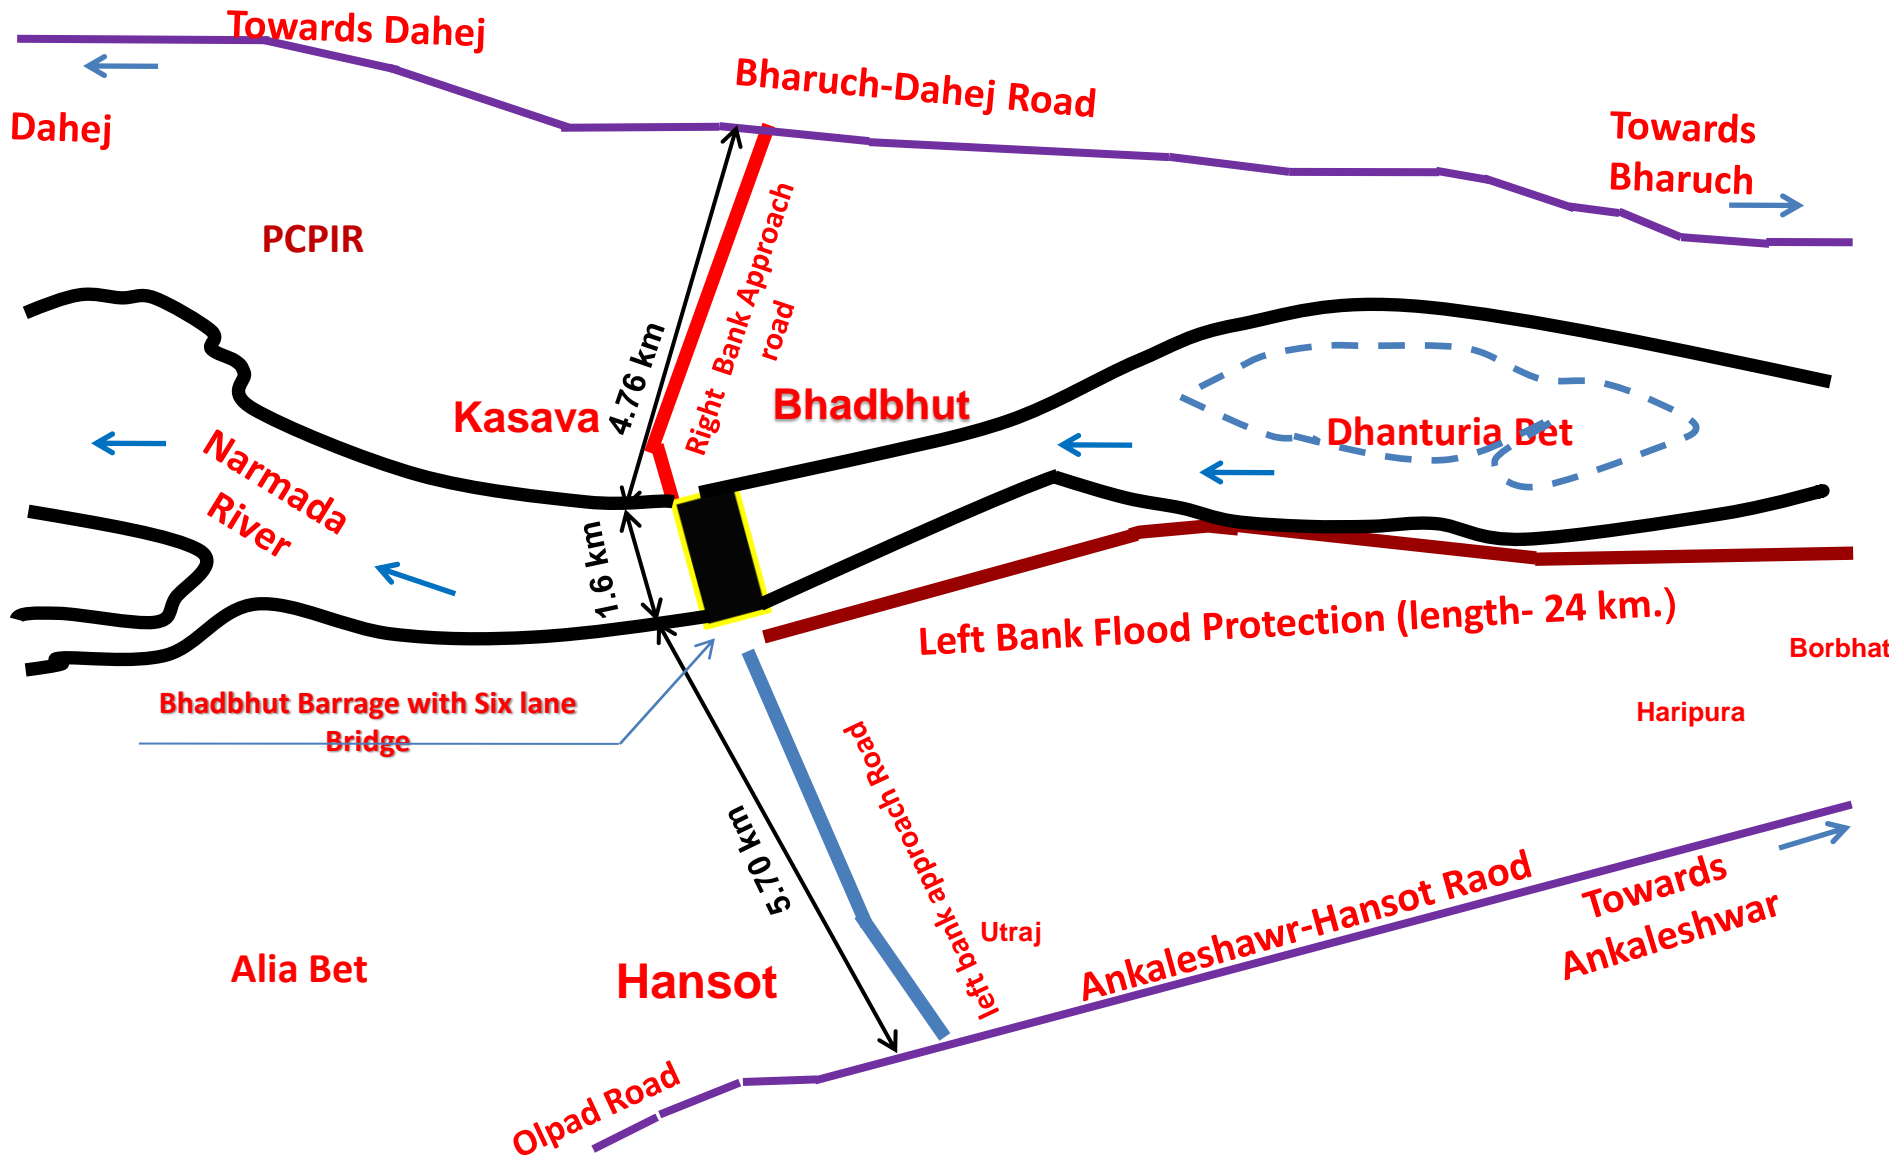 Towards Dahej
Bharuch-Dahej Road
Dahej
Towards
Bharuch
PCPIR
Right Bank Approach
road
4.76 km
Kasava
Bhadbhut
Dhanturia Bet
Narmada
River
1.6 km
Left Bank Flood Protection (length- 24 km.)
Borbhat
Bhadbhut Barrage with Six lane
Bridge
Haripura
left bank approach Road
5.70 km
Utraj
Ankaleshawr-Hansot Raod
Towards
Ankaleshwar
Alia Bet
Hansot
Olpad Road